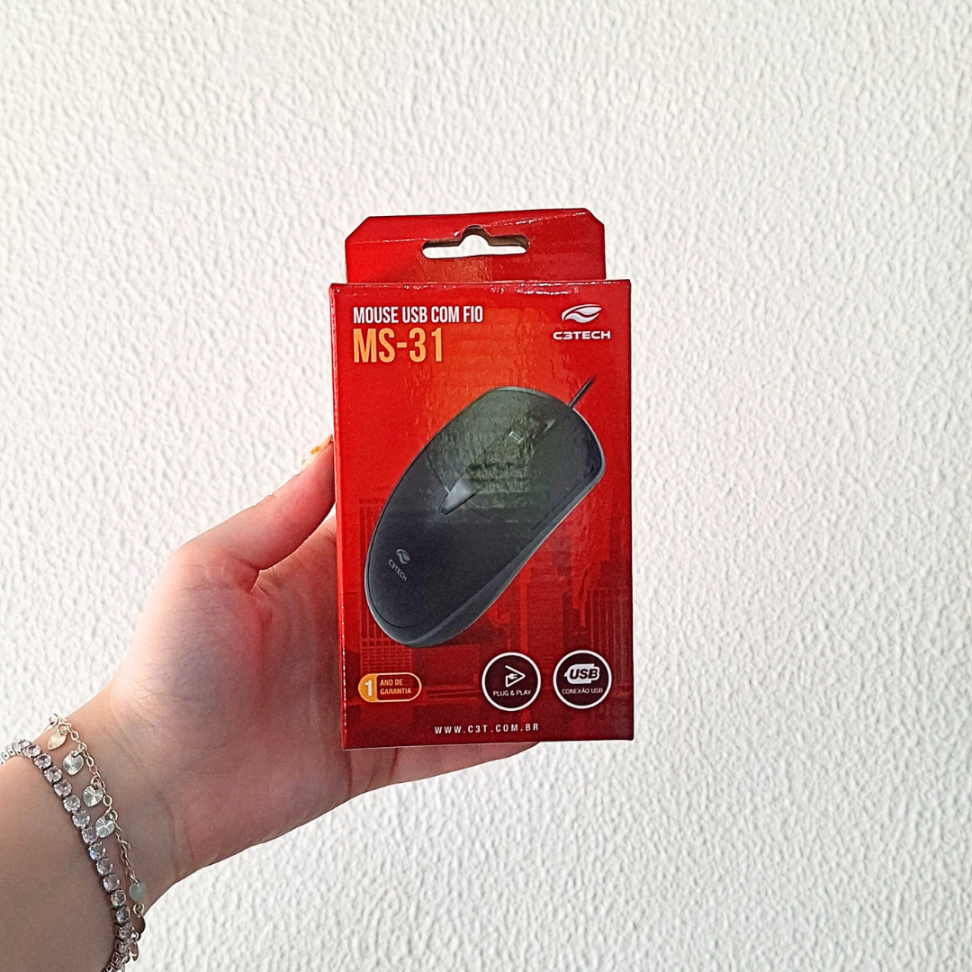 MOUSE USB COM FIO
MS-31
C3TECH
C3TECH
1 ANO DE
GARANTIA
PLUG & PLAY
USB
CONEXÃO USB
WWW.C3T.COM.BR